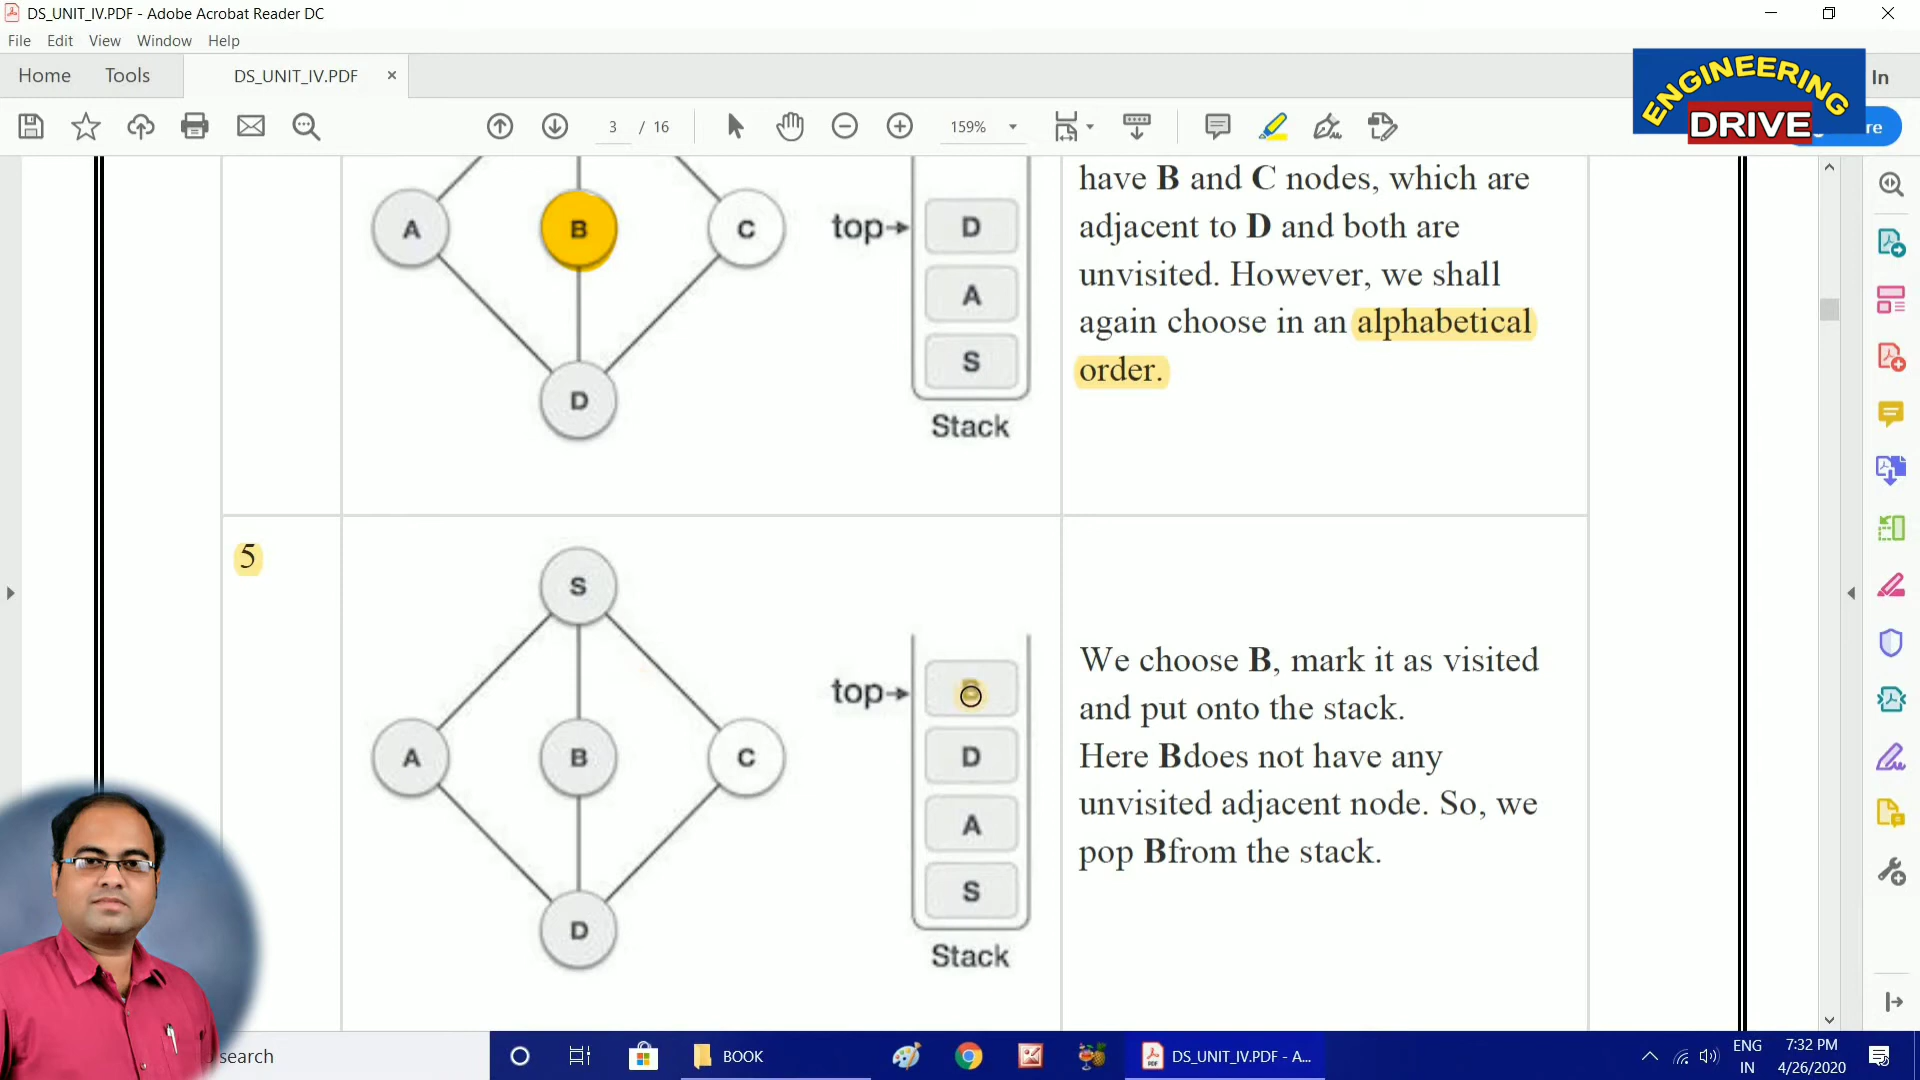 DS_UNIT_IV.PDF - Adobe Acrobat Reader DC
File Edit View Window Help
Home Tools DS_UNIT_IV.PDF × In
ENGINEERING
DRIVE
3 / 16 159%
have B and C nodes, which are
adjacent to D and both are
unvisited. However, we shall
again choose in an alphabetical
order.
A B C
D
top
D
A
S
Stack
5
S
A B C
D
top
D
A
S
Stack
We choose B, mark it as visited
and put onto the stack.
Here Bdoes not have any
unvisited adjacent node. So, we
pop Bfrom the stack.
search
BOOK
DS_UNIT_IV.PDF - A...
ENG
IN
7:32 PM
4/26/2020